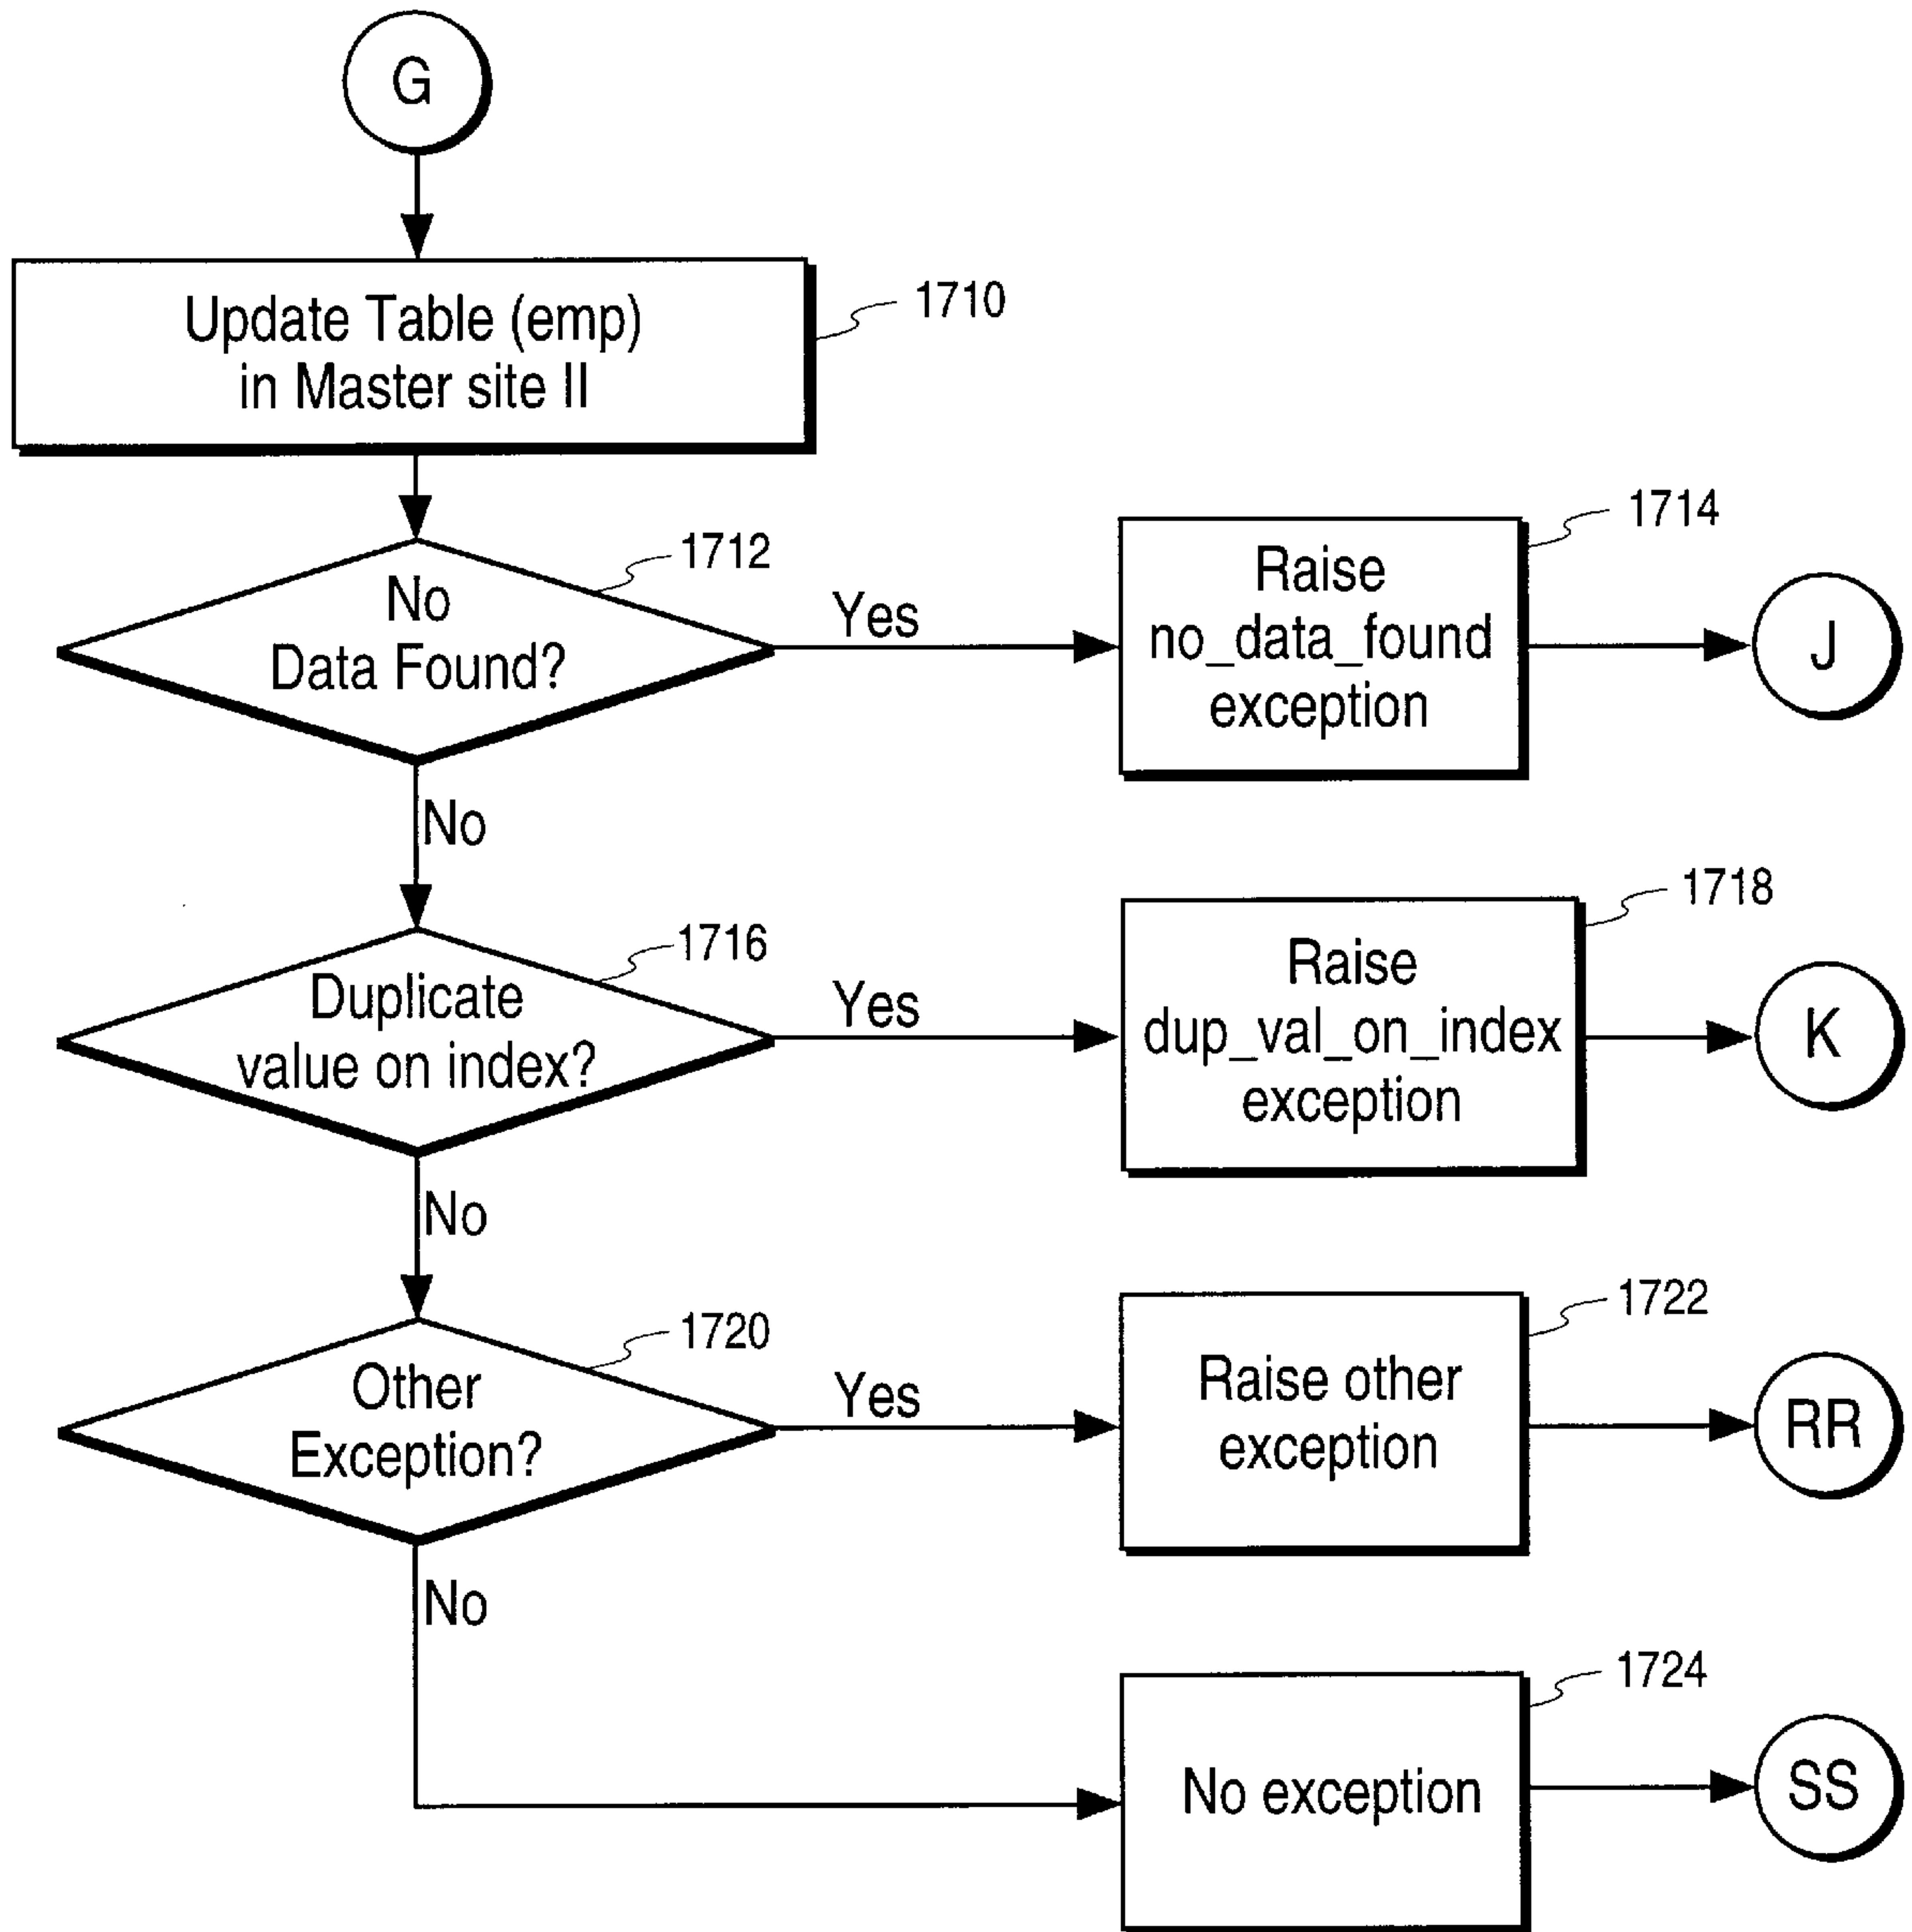 G
Update Table (emp)
in Master site II
1710
No
Data Found?
1712
Yes
Raise
no_data_found
exception
1714
J
No
Duplicate
value on index?
1716
Yes
Raise
dup_val_on_index
exception
1718
K
No
Other
Exception?
1720
Yes
Raise other
exception
1722
RR
No
No exception
1724
SS